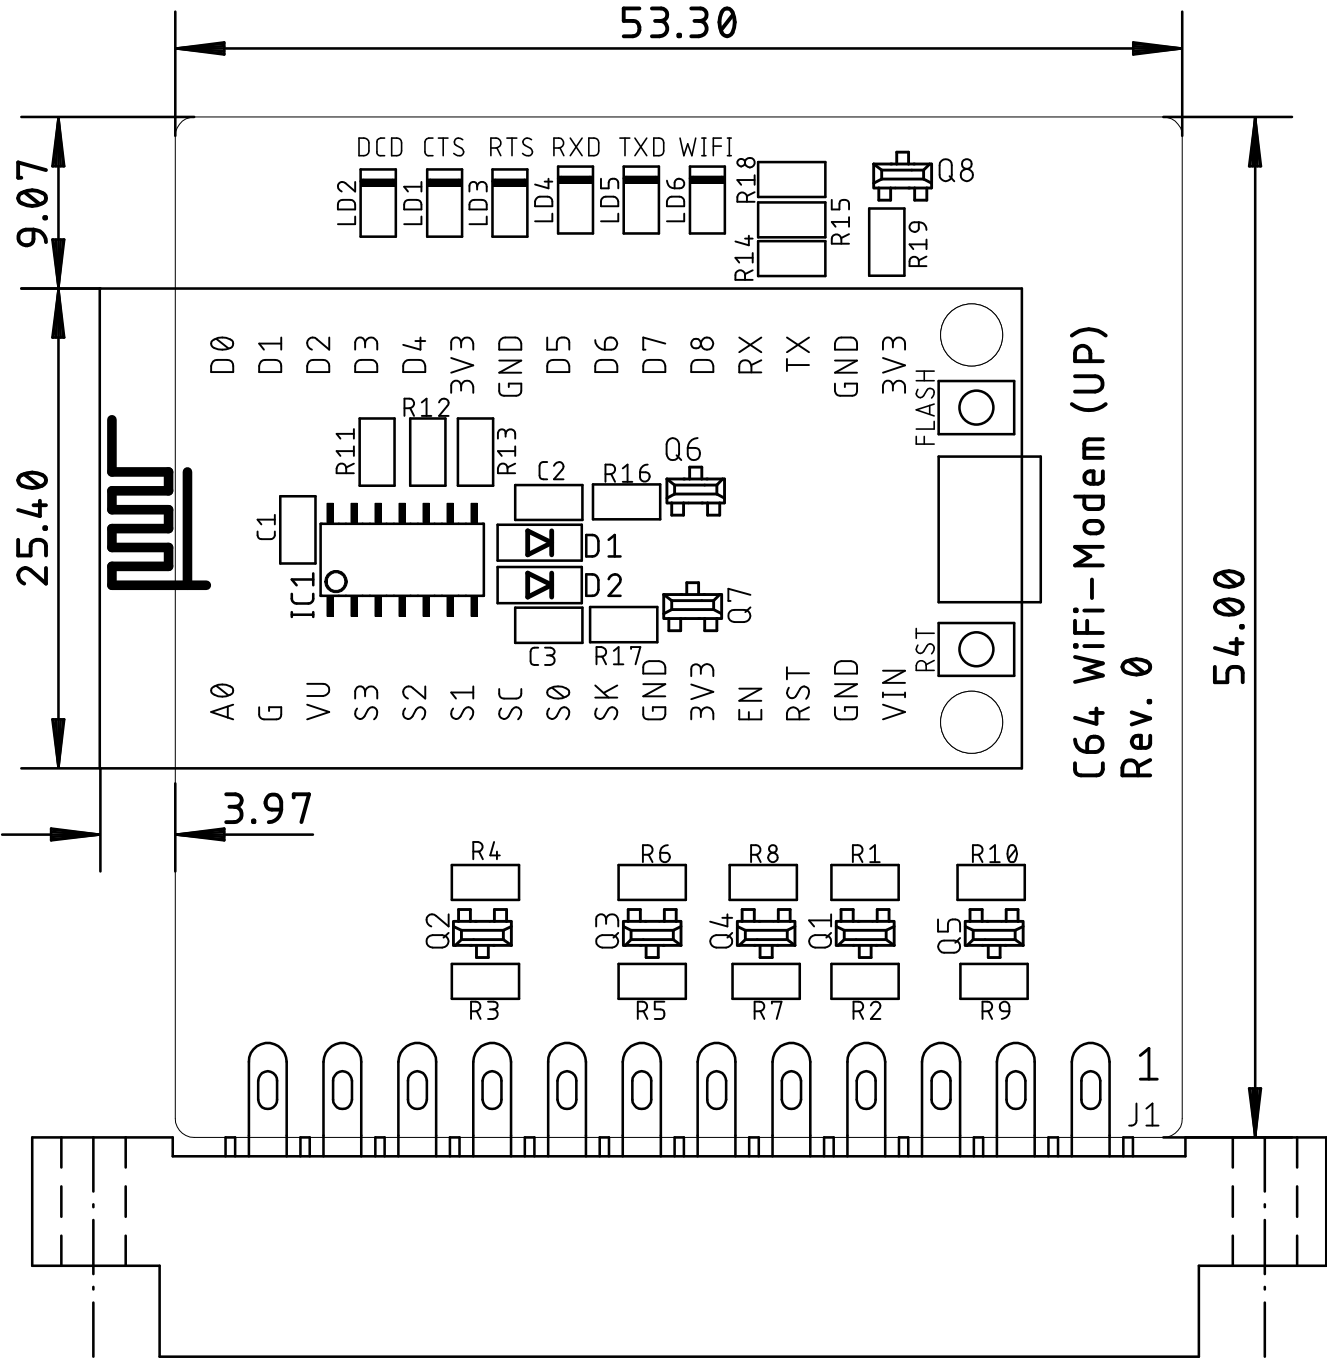 53.30
DCD CTS RTS RXD TXD WIFI
LD2 LD1 LD3 LD4 LD5 LD6
R18
R15
R14
Q8
R19
9.07
D0 D1 D2 D3 D4 3V3 GND D5 D6 D7 D8 RX TX GND 3V3
FLASH
R12
R11
R13
C2
R16
Q6
C1
D1
D2
IC1
Q7
C3
R17
RST
25.40
A0 G VU S3 S2 S1 SC S0 SK GND 3V3 EN RST GND VIN
C64 WiFi-Modem (UP)
Rev. 0
54.00
3.97
R4 R6 R8 R1 R10
Q2 Q3 Q4 Q1 Q5
R3 R5 R7 R2 R9
1
J1